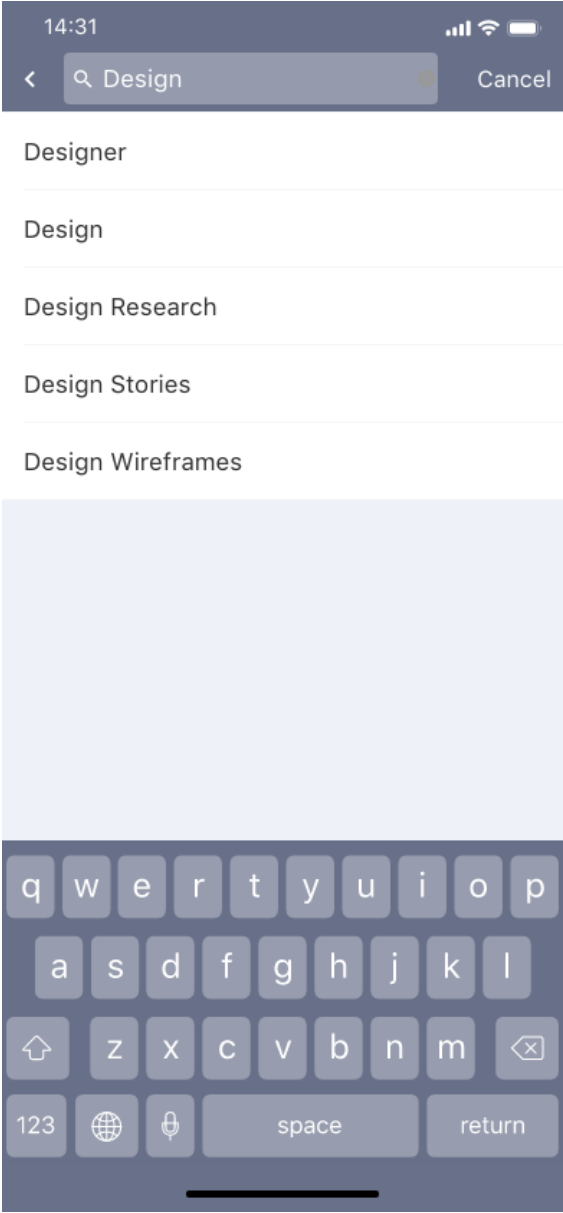 14:31
Design Cancel
Designer
Design
Design Research
Design Stories
Design Wireframes
q w e r t y u i o p
a s d f g h j k l
z x c v b n m
123 space return